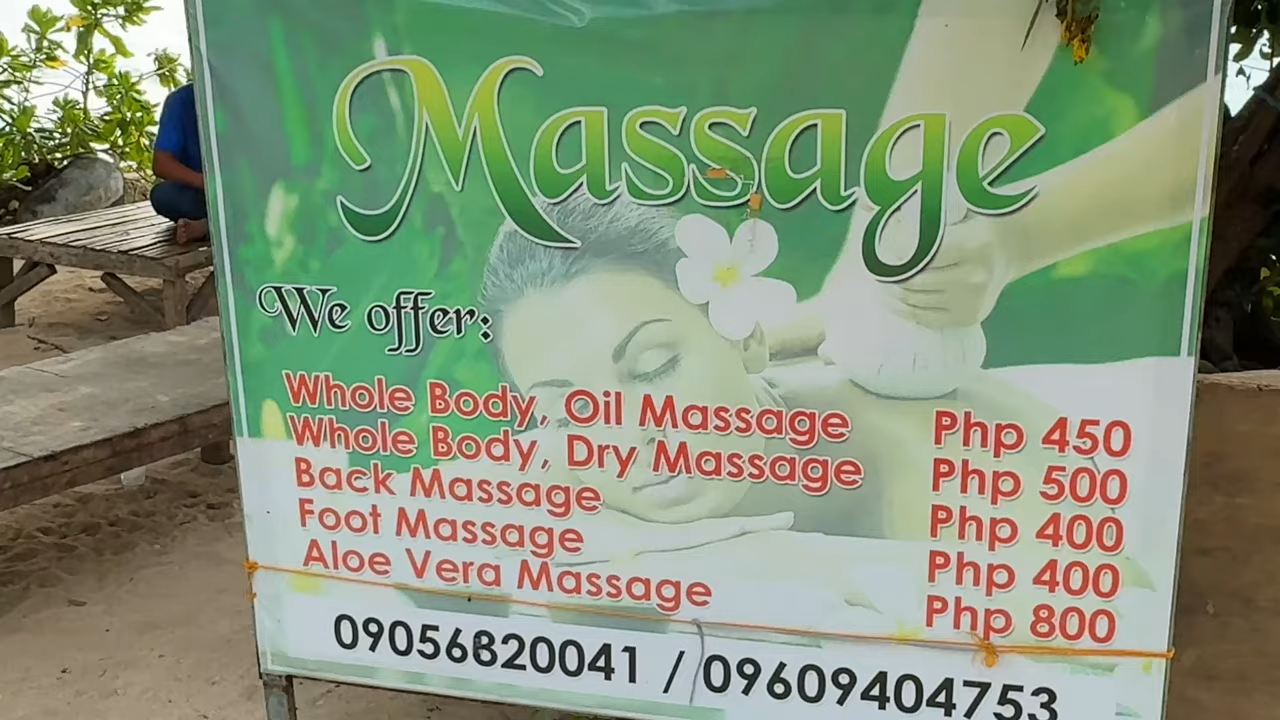 Massage
We offer:
Whole Body, Oil Massage Php 450
Whole Body, Dry Massage Php 500
Back Massage Php 400
Foot Massage Php 400
Aloe Vera Massage Php 800
09056820041 / 09609404753